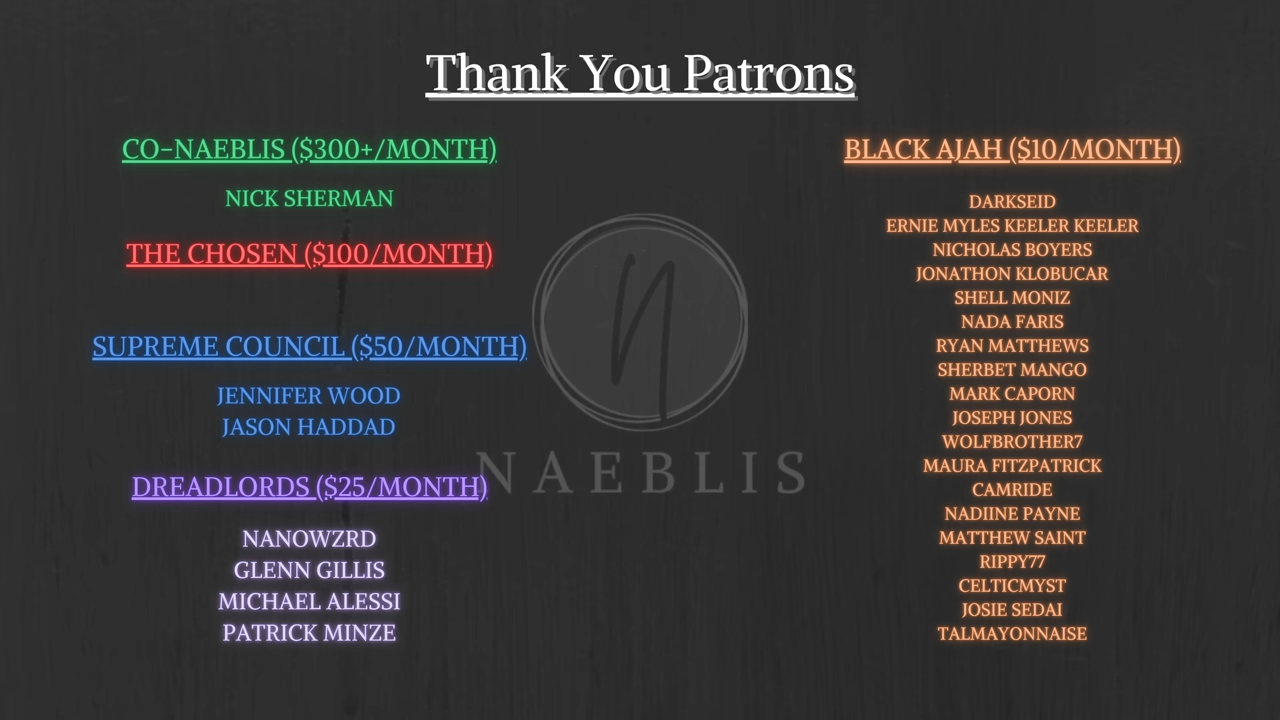 Thank You Patrons
CO-NAEBLIS ($300+/MONTH)
NICK SHERMAN
THE CHOSEN ($100/MONTH)
SUPREME COUNCIL ($50/MONTH)
JENNIFER WOOD
JASON HADDAD
DREADLORDS ($25/MONTH)
NANOWZRD
GLENN GILLIS
MICHAEL ALESSI
PATRICK MINZE
n
NAEBLIS
BLACK AJAH ($10/MONTH)
DARKSEID
ERNIE MYLES KEELER KEELER
NICHOLAS BOYERS
JONATHON KLOBUCAR
SHELL MONIZ
NADA FARIS
RYAN MATTHEWS
SHERBET MANGO
MARK CAPORN
JOSEPH JONES
WOLFBROTHER7
MAURA FITZPATRICK
CAMRIDE
NADIINE PAYNE
MATTHEW SAINT
RIPPY77
CELTICMYST
JOSIE SEDAI
TALMAYONNAISE